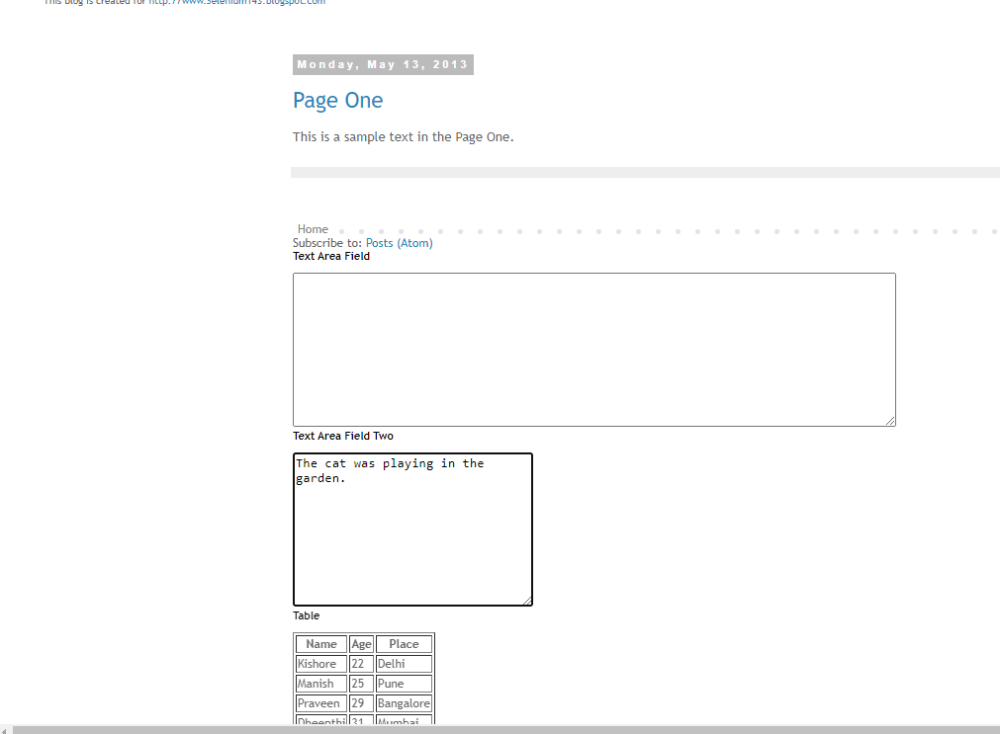 This blog is created for http://www.Selenium143.blogspot.com
Monday, May 13, 2013
Page One
This is a sample text in the Page One.
Home
Subscribe to: Posts (Atom)
Text Area Field
Text Area Field Two
The cat was playing in the
garden.
Table
Name Age Place
Kishore 22 Delhi
Manish 25 Pune
Praveen 29 Bangalore
Dheepthi 31 Mumbai